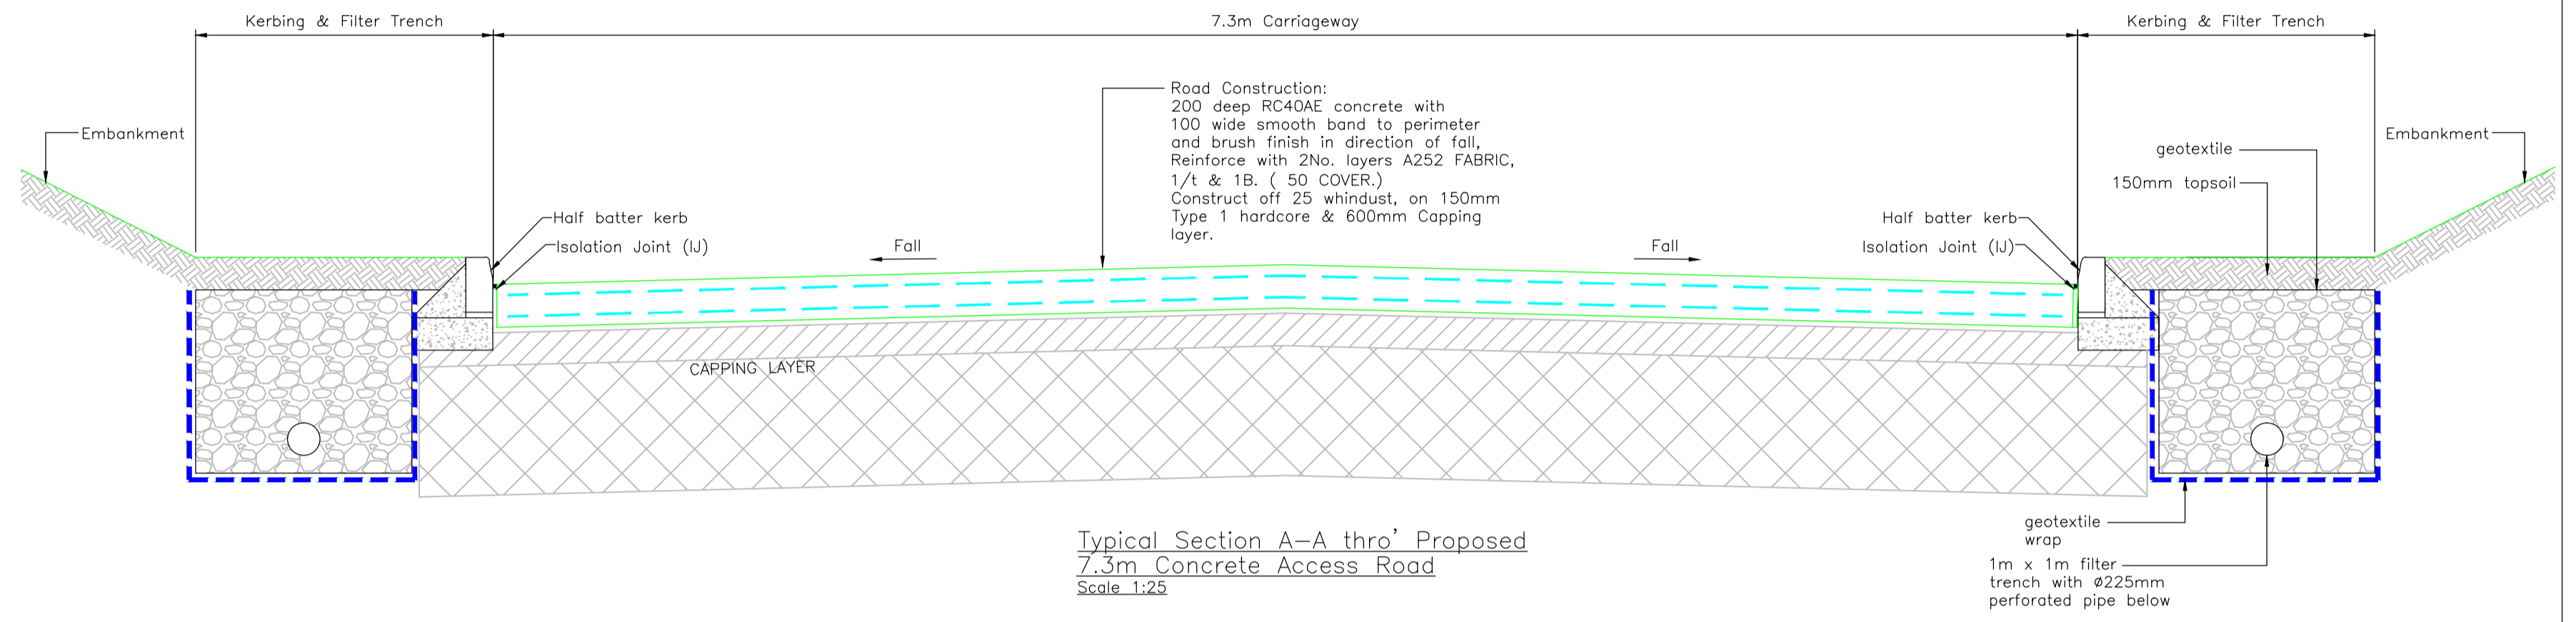 Kerbing & Filter Trench
7.3m Carriageway
Kerbing & Filter Trench
Road Construction:
200 deep RC40AE concrete with
100 wide smooth band to perimeter
and brush finish in direction of fall,
Reinforce with 2No. layers A252 FABRIC,
1/t & 1B. ( 50 COVER.)
Construct off 25 whindust, on 150mm
Type 1 hardcore & 600mm Capping
layer.
Embankment
Embankment
geotextile
150mm topsoil
Half batter kerb
Isolation Joint (IJ)
Fall
Fall
Half batter kerb
Isolation Joint (IJ)
CAPPING LAYER
geotextile
wrap
1m x 1m filter
trench with Ø225mm
perforated pipe below
Typical Section A-A thro' Proposed
7.3m Concrete Access Road
Scale 1:25